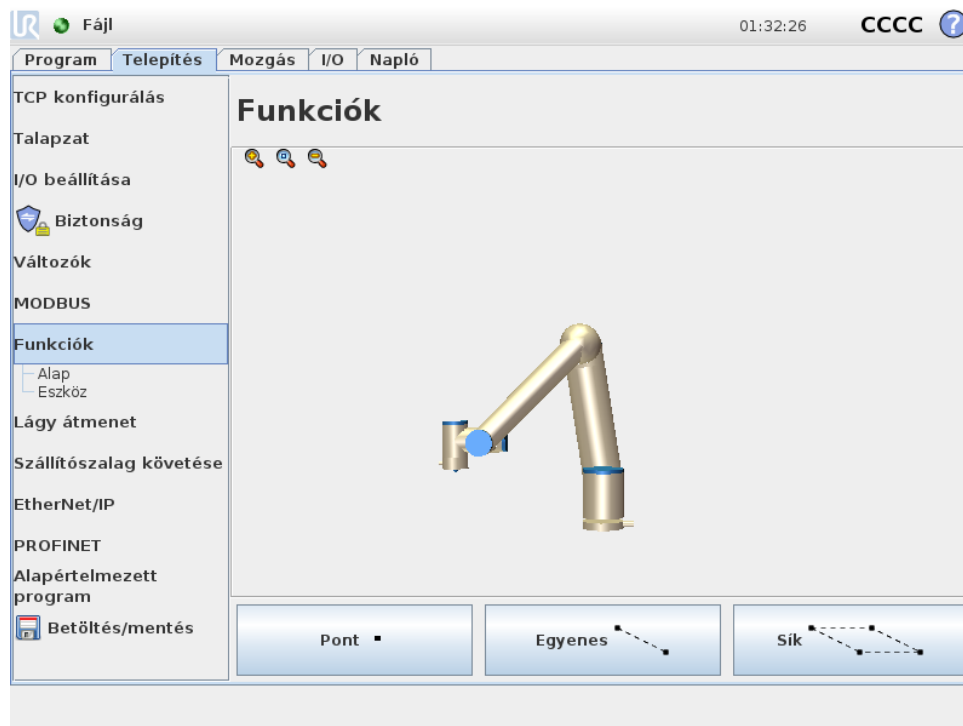 UR Fájl 01:32:26 CCCC ?
Program Telepítés Mozgás I/O Napló
TCP konfigurálás
Talapzat
I/O beállítása
Biztonság
Változók
MODBUS
Funkciók
Alap
Eszköz
Lágy átmenet
Szállítószalag követése
EtherNet/IP
PROFINET
Alapértelmezett
program
Betöltés/mentés
Funkciók
Pont
Egyenes
Sík